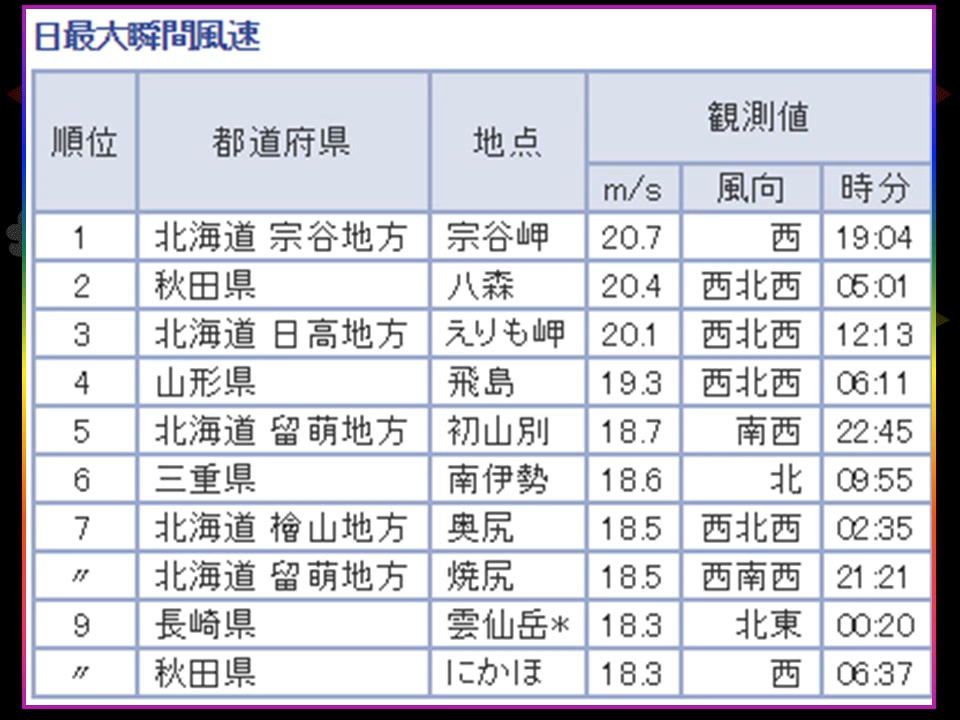 日最大瞬間風速
順位 都道府県 地点 観測値
m/s 風向 時分
1 北海道 宗谷地方 宗谷岬 20.7 西 19:04
2 秋田県 八森 20.4 西北西 05:01
3 北海道 日高地方 えりも岬 20.1 西北西 12:13
4 山形県 飛島 19.3 西北西 06:11
5 北海道 留萌地方 初山別 18.7 南西 22:45
6 三重県 南伊勢 18.6 北 09:55
7 北海道 檜山地方 奥尻 18.5 西北西 02:35
〃 北海道 留萌地方 焼尻 18.5 西南西 21:21
9 長崎県 雲仙岳* 18.3 北東 00:20
〃 秋田県 にかほ 18.3 西 06:37